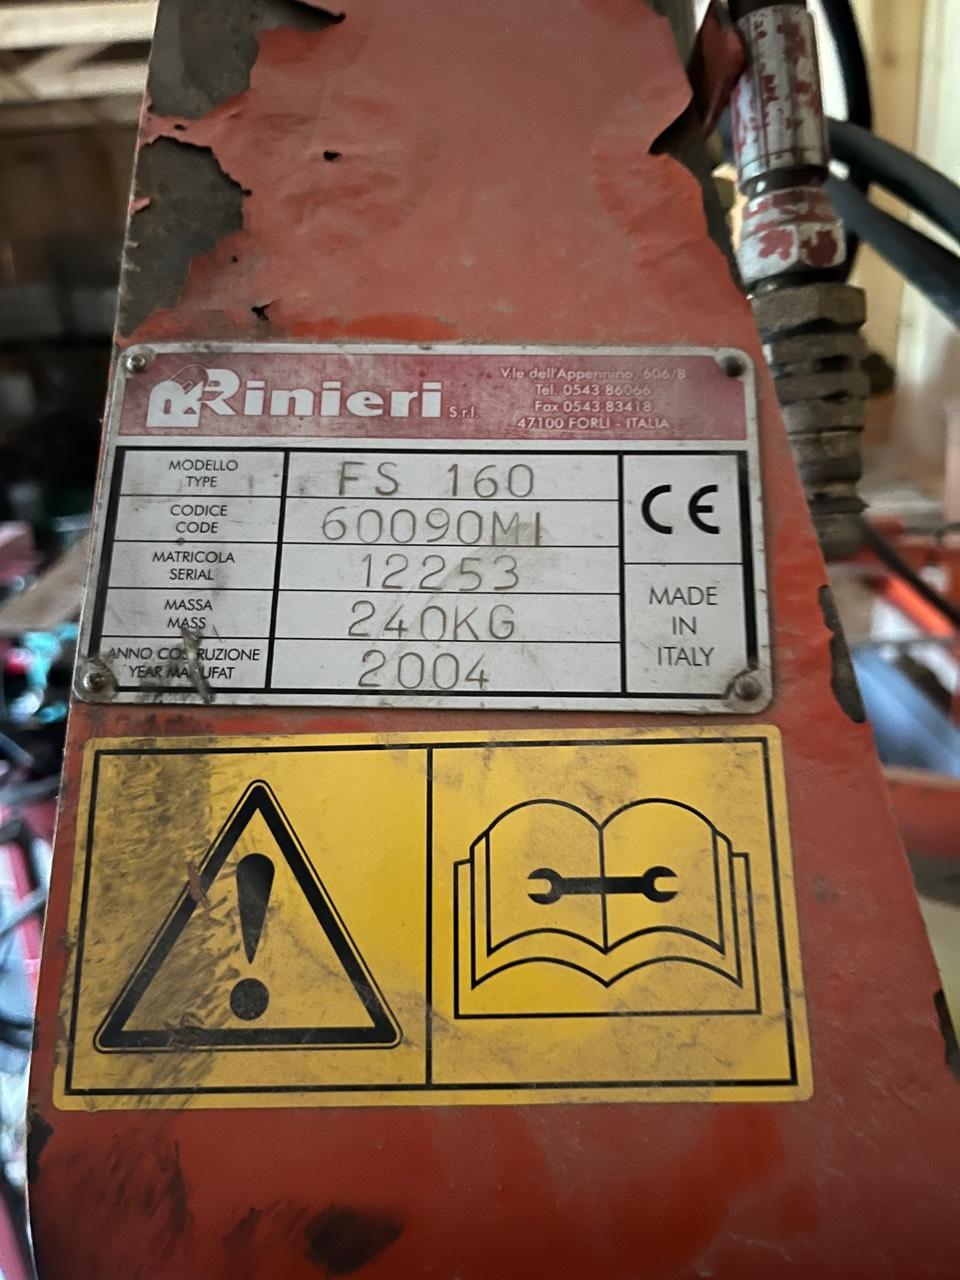 Rinieri S.r.l.
V.le dell'Appennino, 606/B
Tel. 0543.86066
Fax 0543.83418
47100 FORLI - ITALIA
MODELLO
TYPE
FS 160
CODICE
CODE
60090MI
MATRICOLA
SERIAL
12253
MASSA
MASS
240KG
ANNO COSTRUZIONE
YEAR MANUFAT
2004
CE
MADE
IN
ITALY